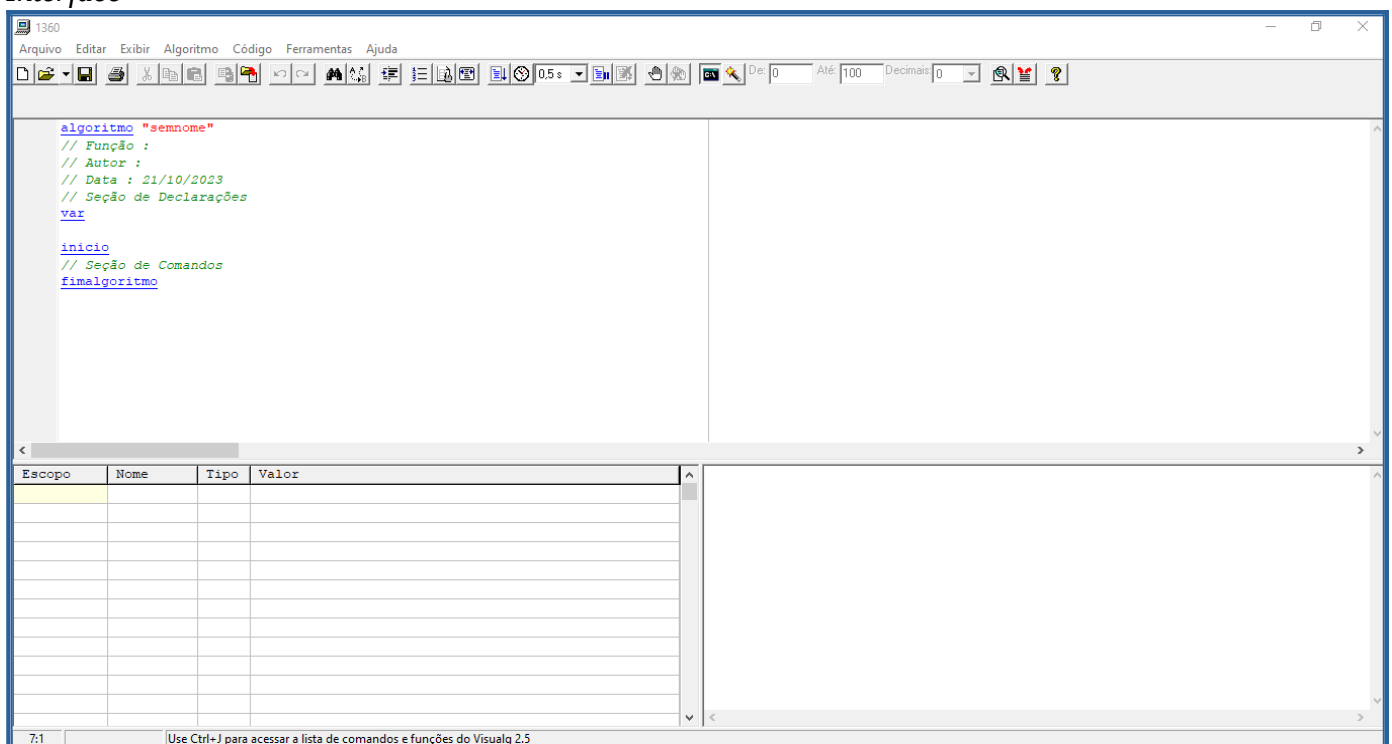 Interface
1360
Arquivo Editar Exibir Algoritmo Código Ferramentas Ajuda
0,5 s De: 0 Até: 100 Decimais: 0
algoritmo "semnome"
// Função :
// Autor :
// Data : 21/10/2023
// Seção de Declarações
var
inicio
// Seção de Comandos
fimalgoritmo
Escopo Nome Tipo Valor
7:1 Use Ctrl+J para acessar a lista de comandos e funções do Visualg 2.5